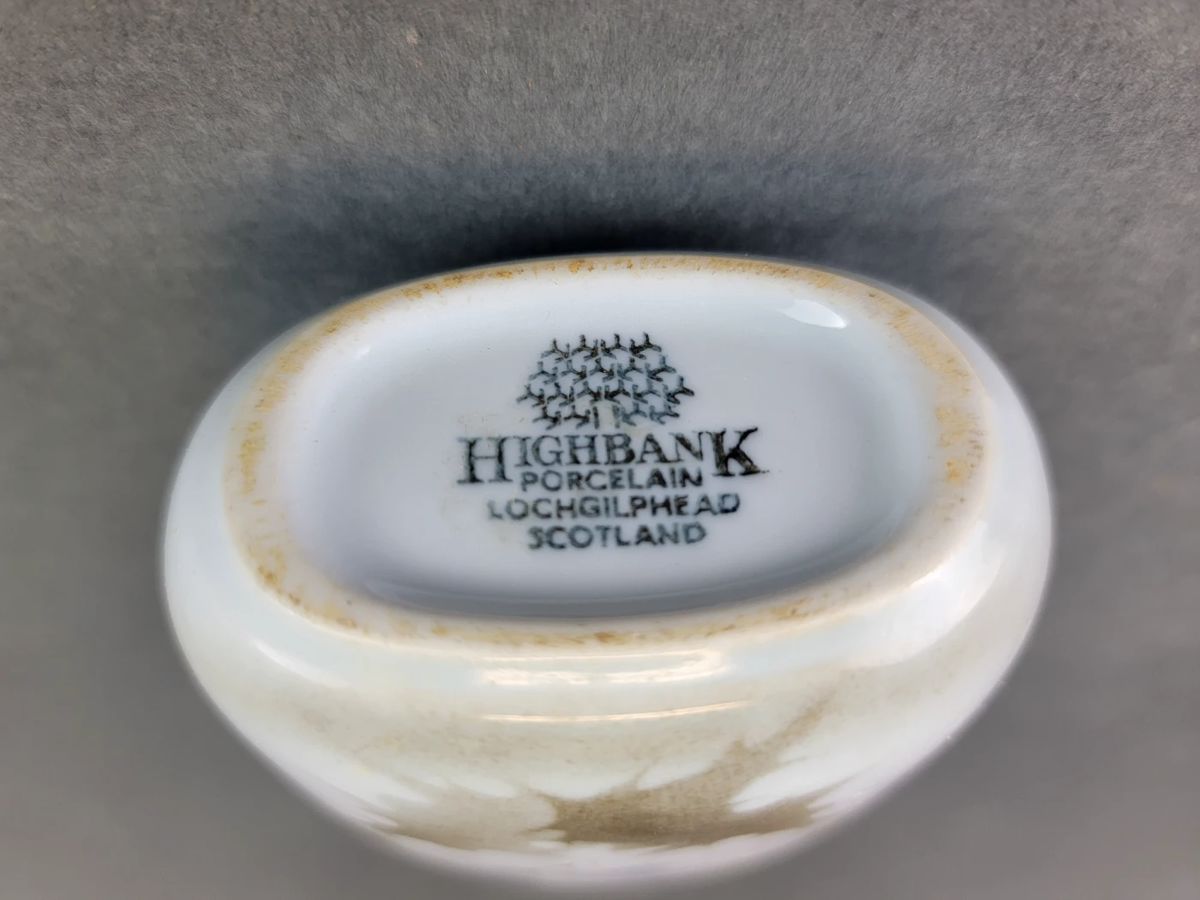 HIGHBANK
PORCELAIN
LOCHGILPHEAD
SCOTLAND